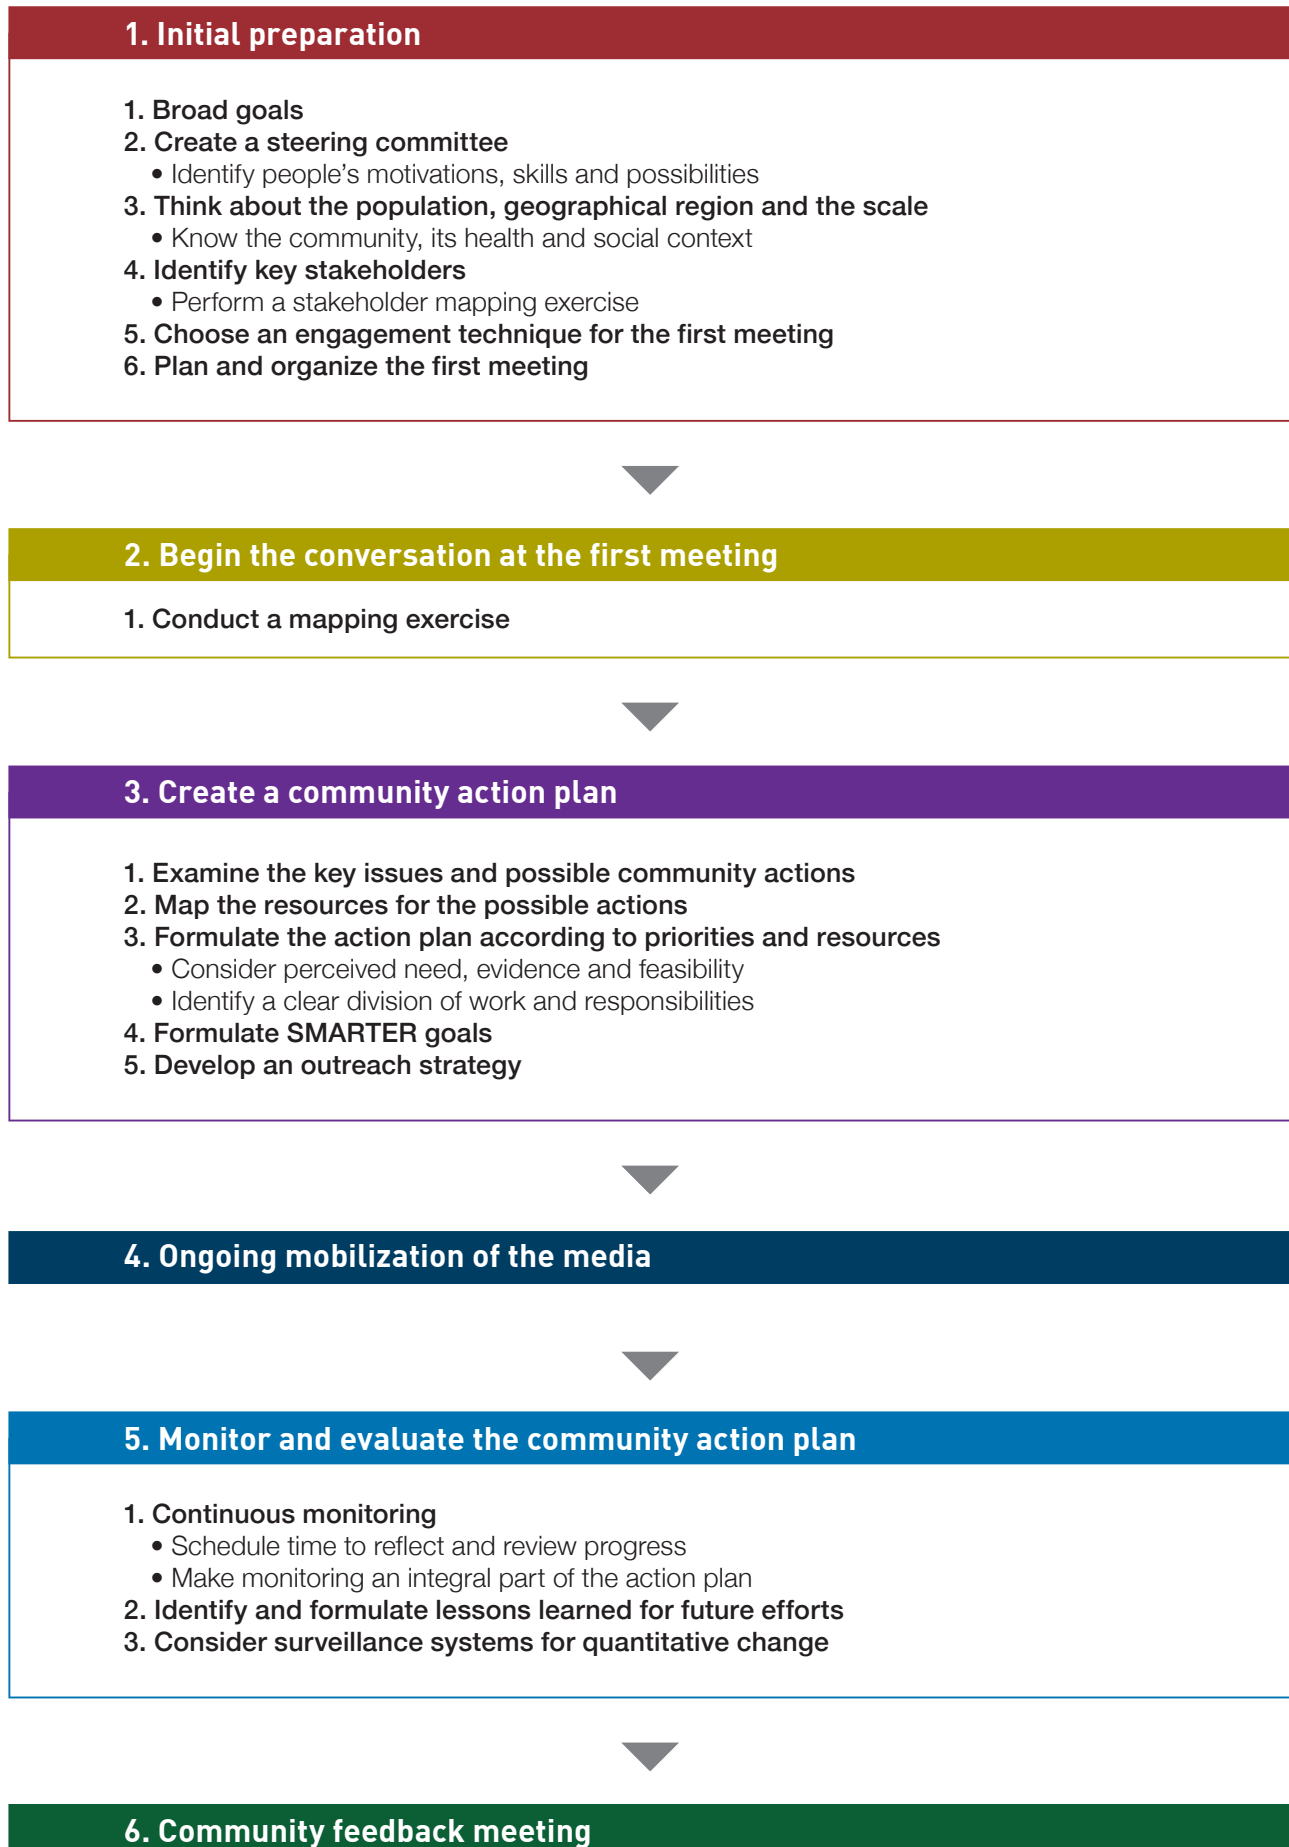 1. Initial preparation
1. Broad goals
2. Create a steering committee
• Identify people’s motivations, skills and possibilities
3. Think about the population, geographical region and the scale
• Know the community, its health and social context
4. Identify key stakeholders
• Perform a stakeholder mapping exercise
5. Choose an engagement technique for the first meeting
6. Plan and organize the first meeting
2. Begin the conversation at the first meeting
1. Conduct a mapping exercise
3. Create a community action plan
1. Examine the key issues and possible community actions
2. Map the resources for the possible actions
3. Formulate the action plan according to priorities and resources
• Consider perceived need, evidence and feasibility
• Identify a clear division of work and responsibilities
4. Formulate SMARTER goals
5. Develop an outreach strategy
4. Ongoing mobilization of the media
5. Monitor and evaluate the community action plan
1. Continuous monitoring
• Schedule time to reflect and review progress
• Make monitoring an integral part of the action plan
2. Identify and formulate lessons learned for future efforts
3. Consider surveillance systems for quantitative change
6. Community feedback meeting